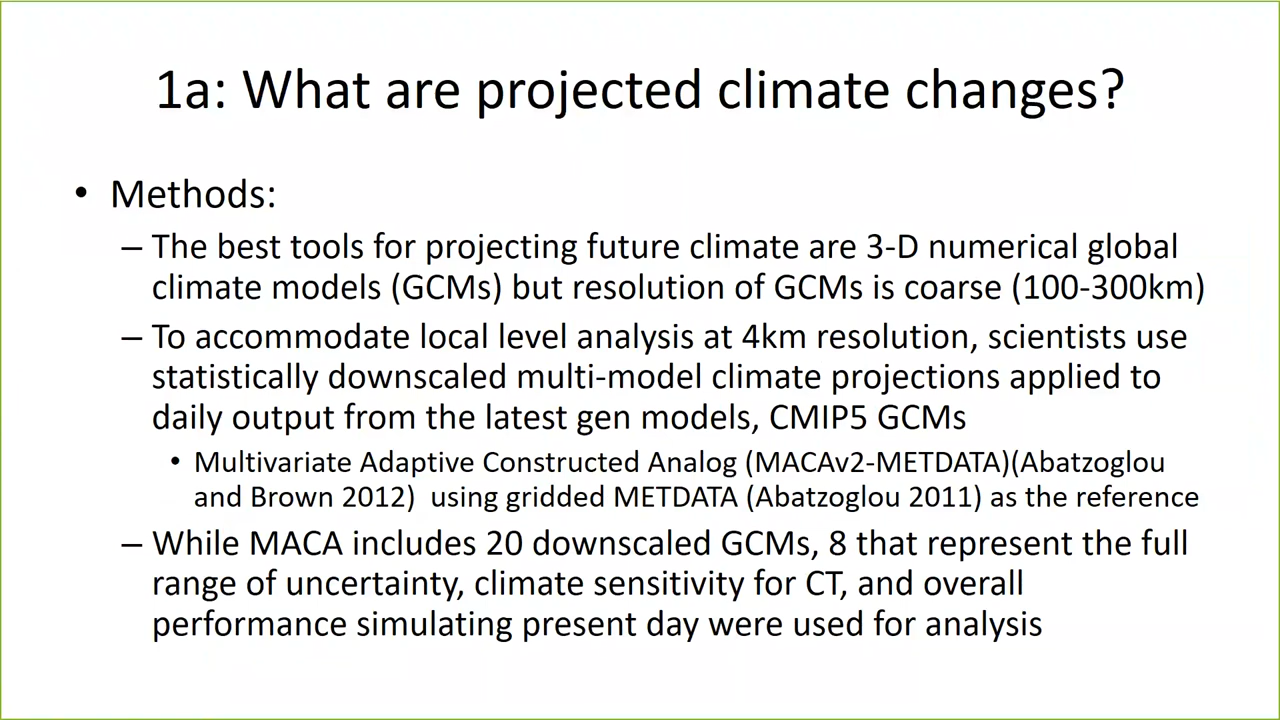 1a: What are projected climate changes?
• Methods:
– The best tools for projecting future climate are 3-D numerical global
climate models (GCMs) but resolution of GCMs is coarse (100-300km)
– To accommodate local level analysis at 4km resolution, scientists use
statistically downscaled multi-model climate projections applied to
daily output from the latest gen models, CMIP5 GCMs
• Multivariate Adaptive Constructed Analog (MACAv2-METDATA)(Abatzoglou
and Brown 2012)  using gridded METDATA (Abatzoglou 2011) as the reference
– While MACA includes 20 downscaled GCMs, 8 that represent the full
range of uncertainty, climate sensitivity for CT, and overall
performance simulating present day were used for analysis